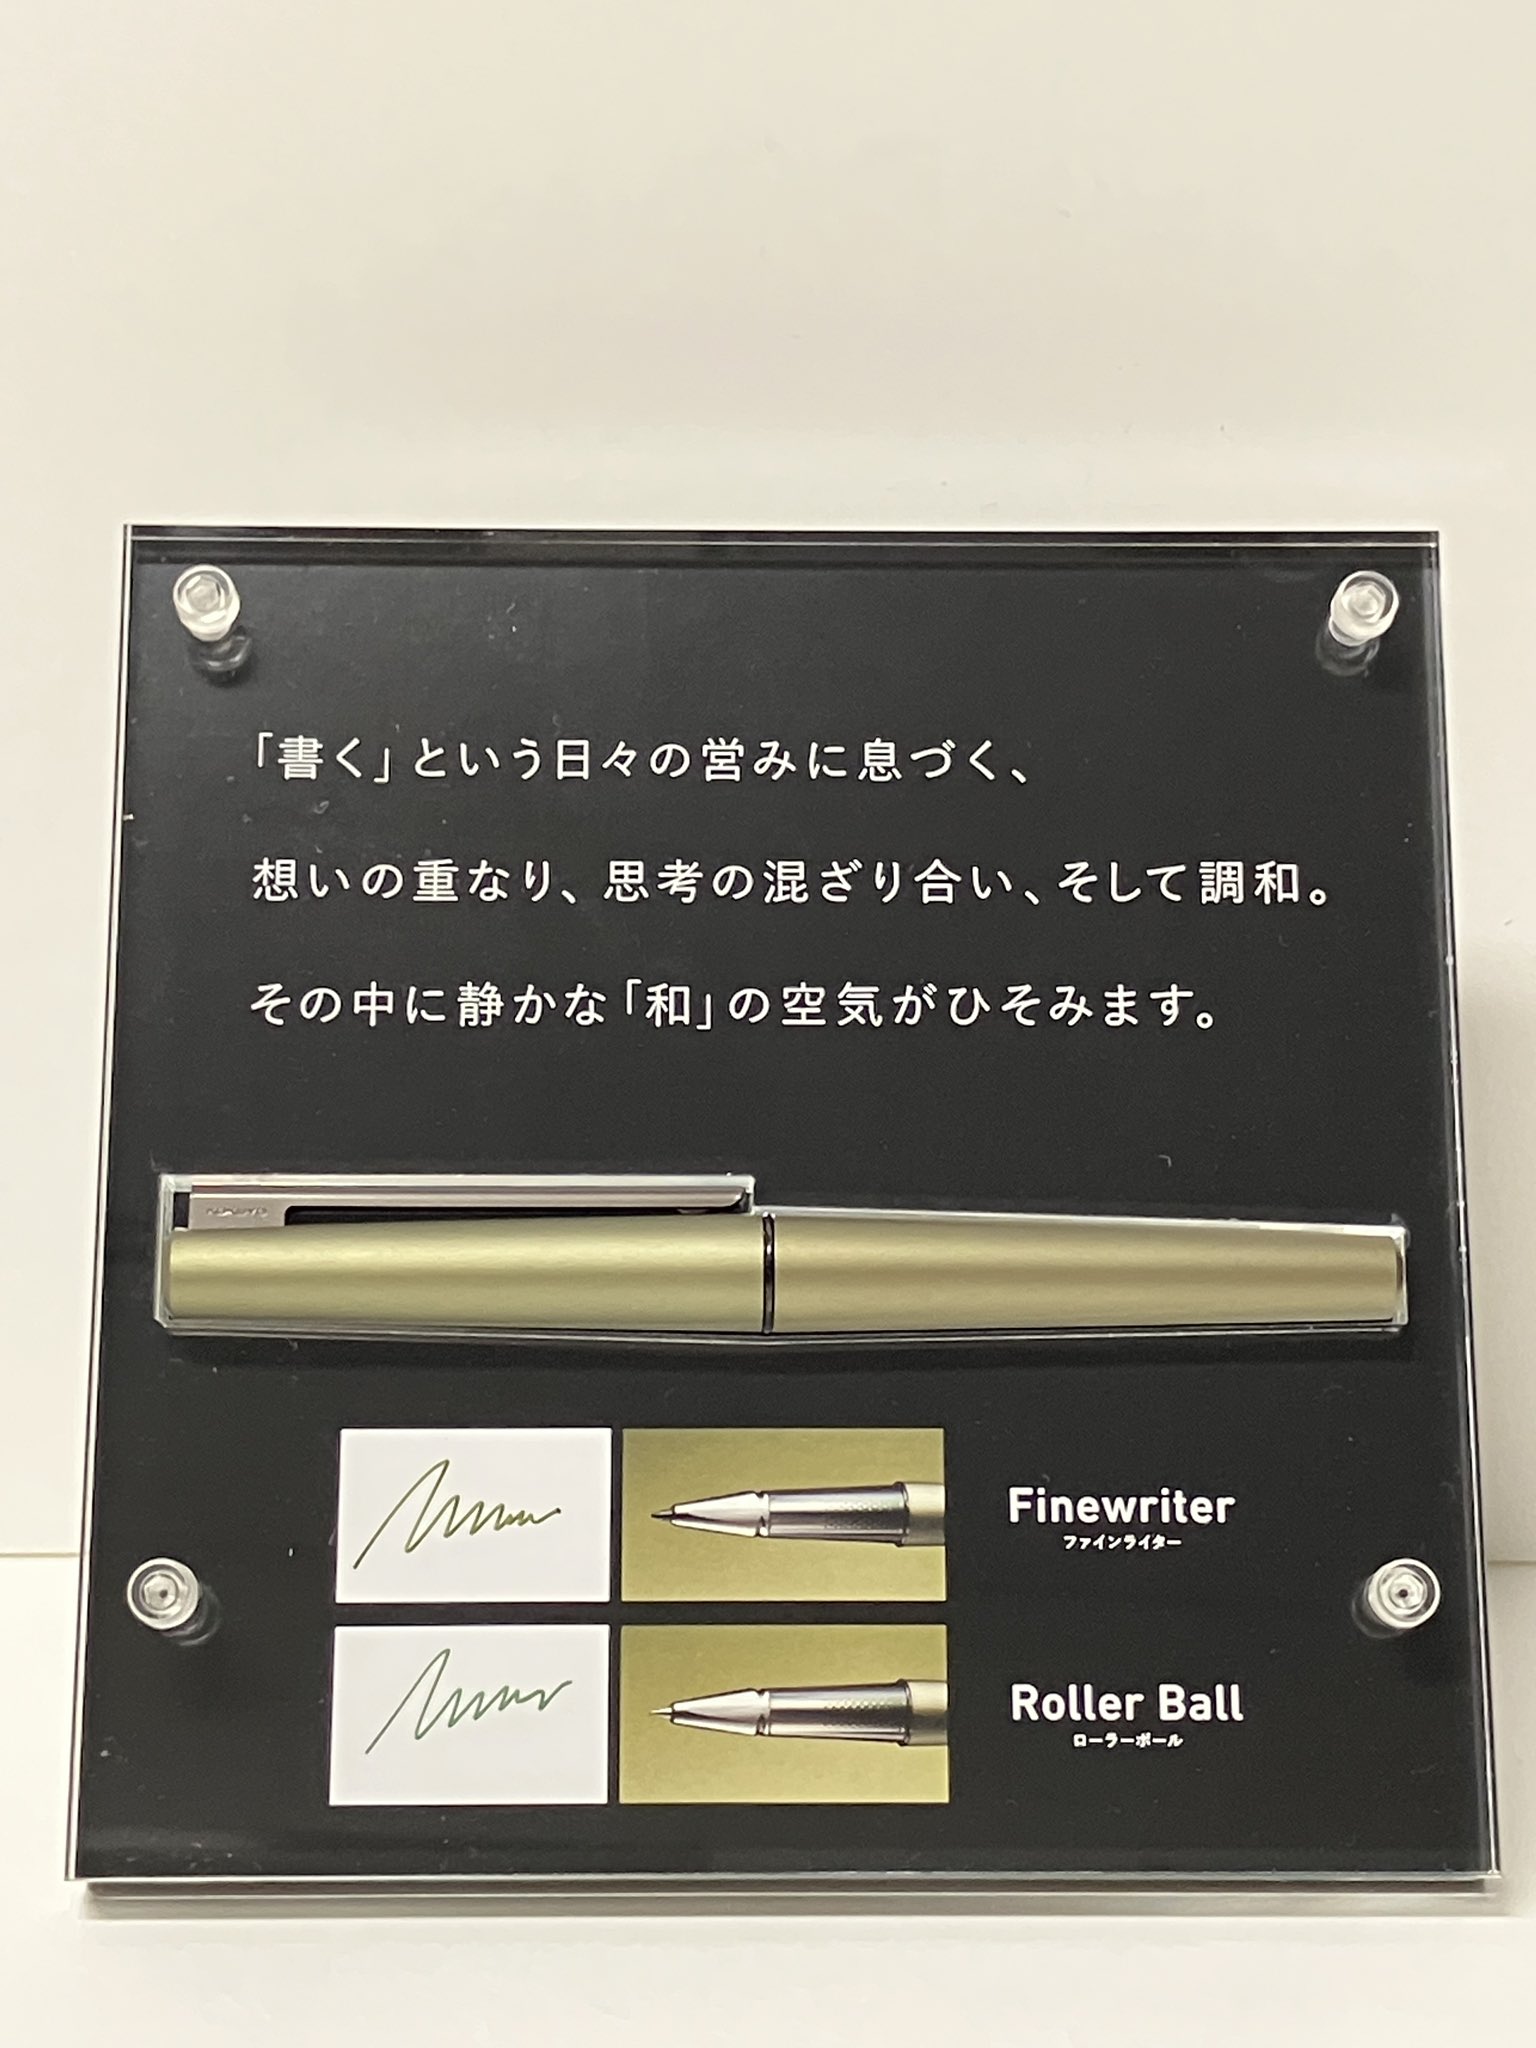 「書く」という日々の営みに息づく、
想いの重なり、思考の混ざり合い、そして調和。
その中に静かな「和」の空気がひそみます。
Finewriter
ファインライター
Roller Ball
ローラーボール